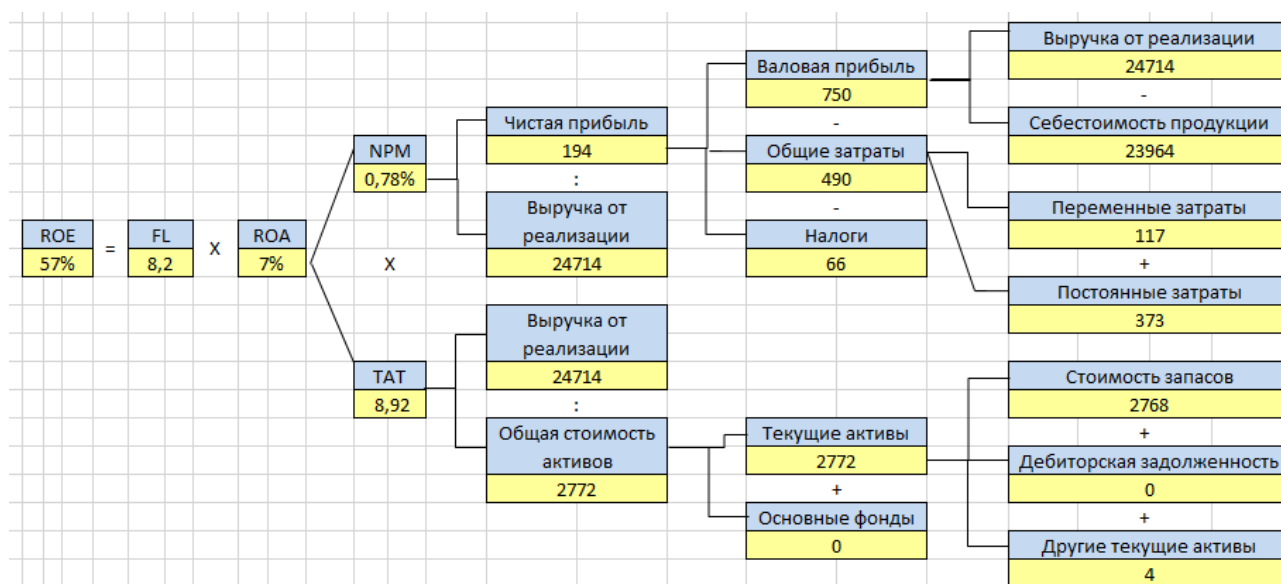 Выручка от реализации
24714
-
Себестоимость продукции
23964
Валовая прибыль
750
-
Общие затраты
490
-
Налоги
66
Переменные затраты
117
+
Постоянные затраты
373
Чистая прибыль
194
:
Выручка от
реализации
24714
NPM
0,78%
X
ROE
57%
=
FL
8,2
X
ROA
7%
TAT
8,92
Выручка от
реализации
24714
:
Общая стоимость
активов
2772
Текущие активы
2772
+
Основные фонды
0
Стоимость запасов
2768
+
Дебиторская задолженность
0
+
Другие текущие активы
4